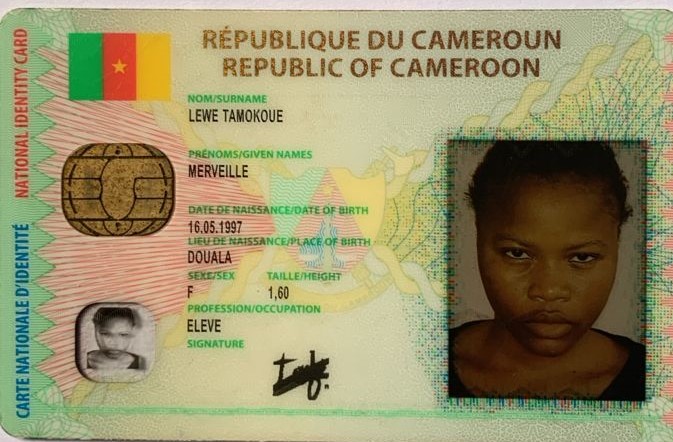 RÉPUBLIQUE DU CAMEROUN
REPUBLIC OF CAMEROON
NATIONAL IDENTITY CARD
CARTE NATIONALE D'IDENTITÉ
NOM/SURNAME
LEWE TAMOKOUE
PRÉNOMS/GIVEN NAMES
MERVEILLE
DATE DE NAISSANCE/DATE OF BIRTH
16.05.1997
LIEU DE NAISSANCE/PLACE OF BIRTH
DOUALA
SEXE/SEX TAILLE/HEIGHT
F 1,60
PROFESSION/OCCUPATION
ELEVE
SIGNATURE